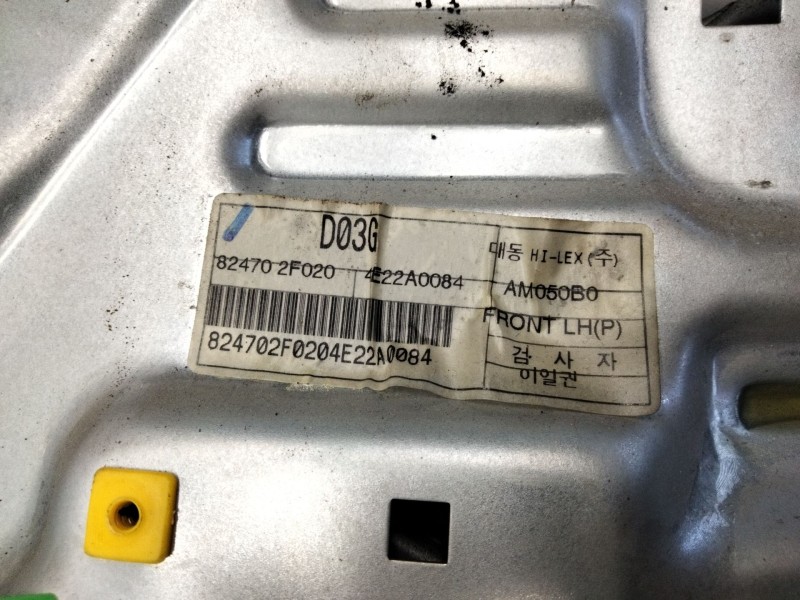 D03G
대동 HI-LEX (주)
82470 2F020 4E22A0084
AM050B0
FRONT LH(P)
824702F0204E22A0084
검 사 자
이일권